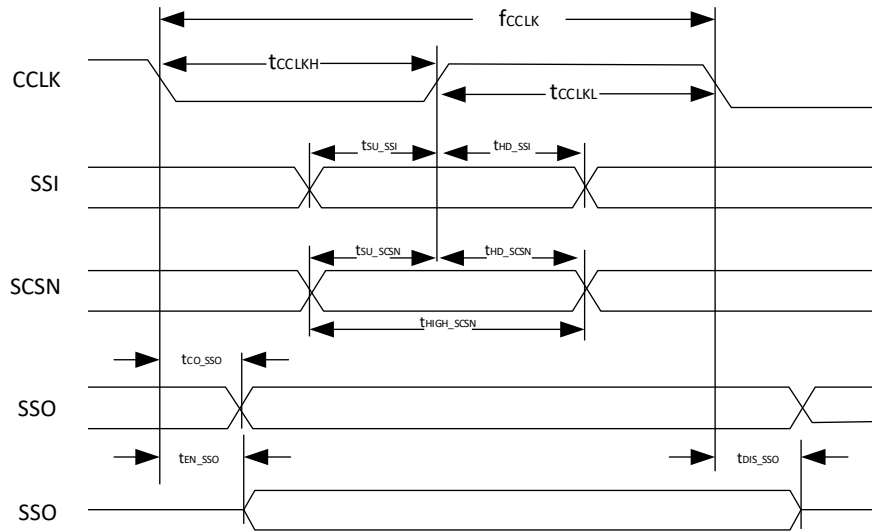 fCCLK
CCLK
tCCLKH
tCCLKL
tSU_SSI
tHD_SSI
SSI
tSU_SCSN
tHD_SCSN
SCSN
tHIGH_SCSN
tCO_SSO
SSO
tEN_SSO
tDIS_SSO
SSO